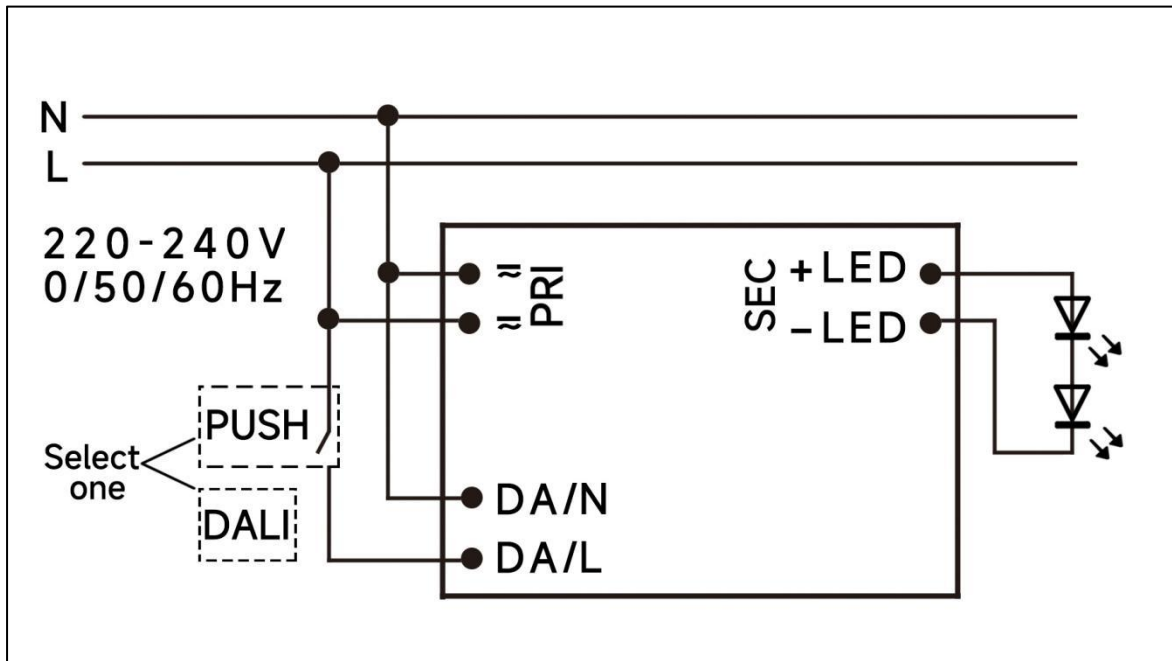 N
L
220-240V
0/50/60Hz
PRI
SEC
+LED
-LED
PUSH
Select
one
DALI
DA/N
DA/L